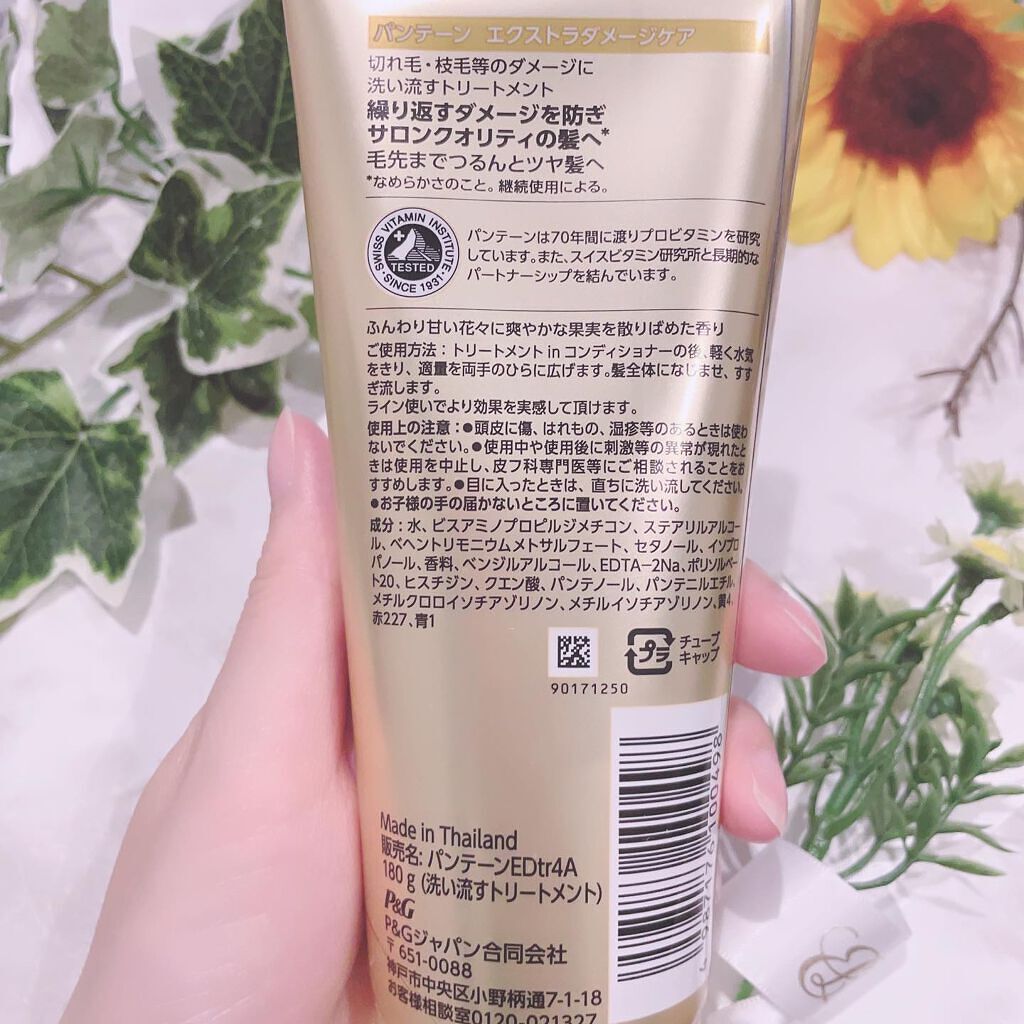 パンテーン エクストラダメージケア
切れ毛・枝毛等のダメージに
洗い流すトリートメント
繰り返すダメージを防ぎ
サロンクオリティの髪へ*
毛先までつるんとツヤ髪へ
*なめらかさのこと。継続使用による。
SWISS VITAMIN INSTITUTE
TESTED
SINCE 1931
パンテーンは70年間に渡りプロビタミンを研究
しています。また、スイスビタミン研究所と長期的な
パートナーシップを結んでいます。
ふんわり甘い花々に爽やかな果実を散りばめた香り
ご使用方法：トリートメント in コンディショナーの後、軽く水気
をきり、適量を両手のひらに広げます。髪全体になじませ、すす
ぎ流します。
ライン使いでより効果を実感して頂けます。
使用上の注意：●頭皮に傷、はれもの、湿疹等のあるときは使わ
ないでください。●使用中や使用後に刺激等の異常が現れたと
きは使用を中止し、皮フ科専門医等にご相談されることをお
すすめします。●目に入ったときは、直ちに洗い流してください。
●お子様の手の届かないところに置いてください。
成分：水、ビスアミノプロピルジメチコン、ステアリルアルコー
ル、ベヘントリモニウムメトサルフェート、セタノール、イソプロ
パノール、香料、ベンジルアルコール、EDTA−2Na、ポリソルベー
ト20、ヒスチジン、クエン酸、パンテノール、パンテニルエチル、
メチルクロロイソチアゾリノン、メチルイソチアゾリノン、黄4、
赤227、青1
プラ
チューブ
キャップ
90171250
Made in Thailand
販売名: パンテーンEDtr4A
180 g (洗い流すトリートメント)
P&G
P&Gジャパン合同会社
〒 651-0088
神戸市中央区小野柄通7-1-18
お客様相談室0120-021327